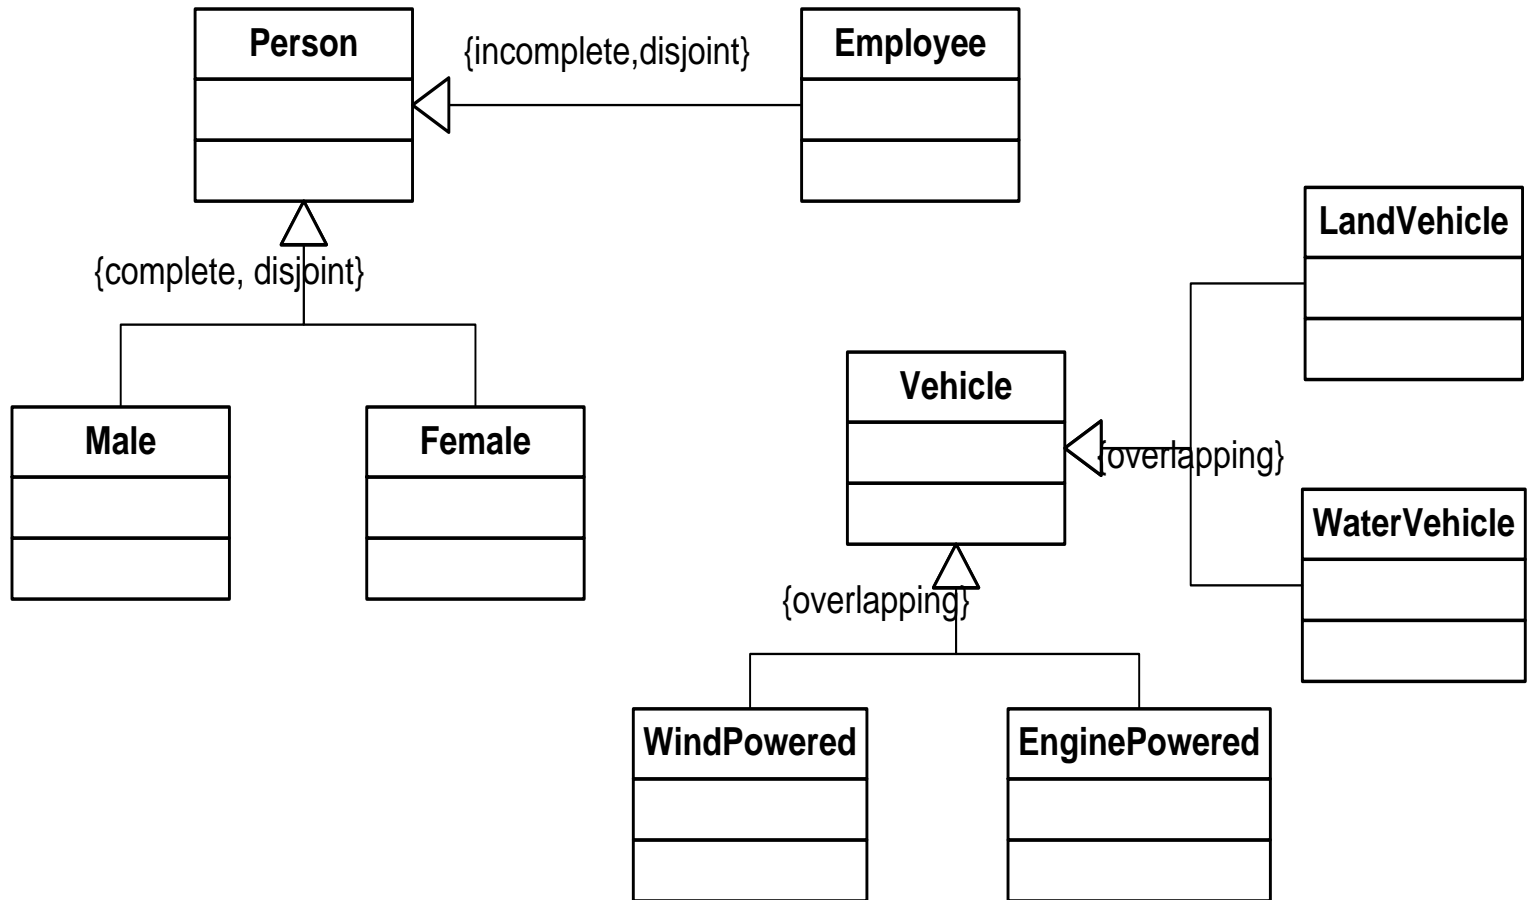 Person
{incomplete,disjoint}
Employee
{complete, disjoint}
LandVehicle
Male
Female
Vehicle
{overlapping}
WaterVehicle
{overlapping}
WindPowered
EnginePowered